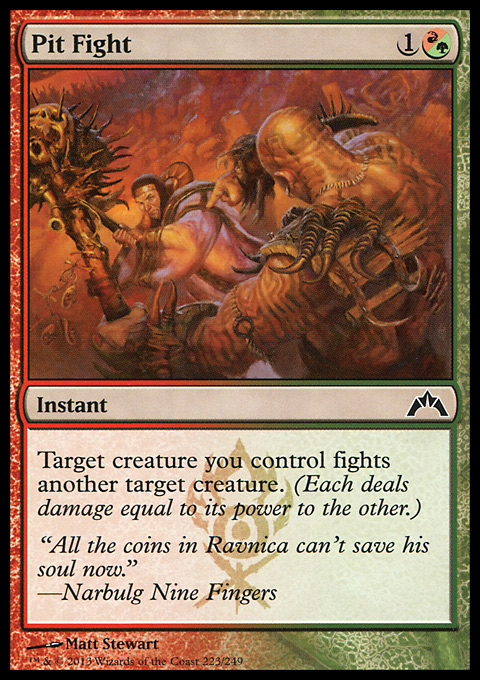 Pit Fight 1
Instant
Target creature you control fights
another target creature. (Each deals
damage equal to its power to the other.)
“All the coins in Ravnica can’t save his
soul now.”
—Narbulg Nine Fingers
Matt Stewart
™ & © 2013 Wizards of the Coast 223/249